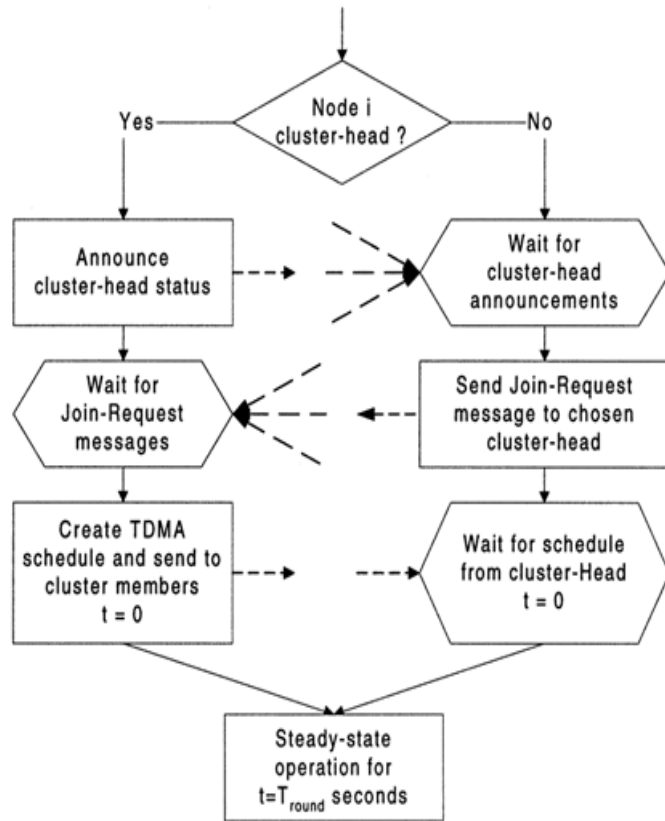 Node i
cluster-head ?
Yes
No
Announce
cluster-head status
Wait for
cluster-head
announcements
Wait for
Join-Request
messages
Send Join-Request
message to chosen
cluster-head
Create TDMA
schedule and send to
cluster members
t = 0
Wait for schedule
from cluster-Head
t = 0
Steady-state
operation for
t=T_round seconds